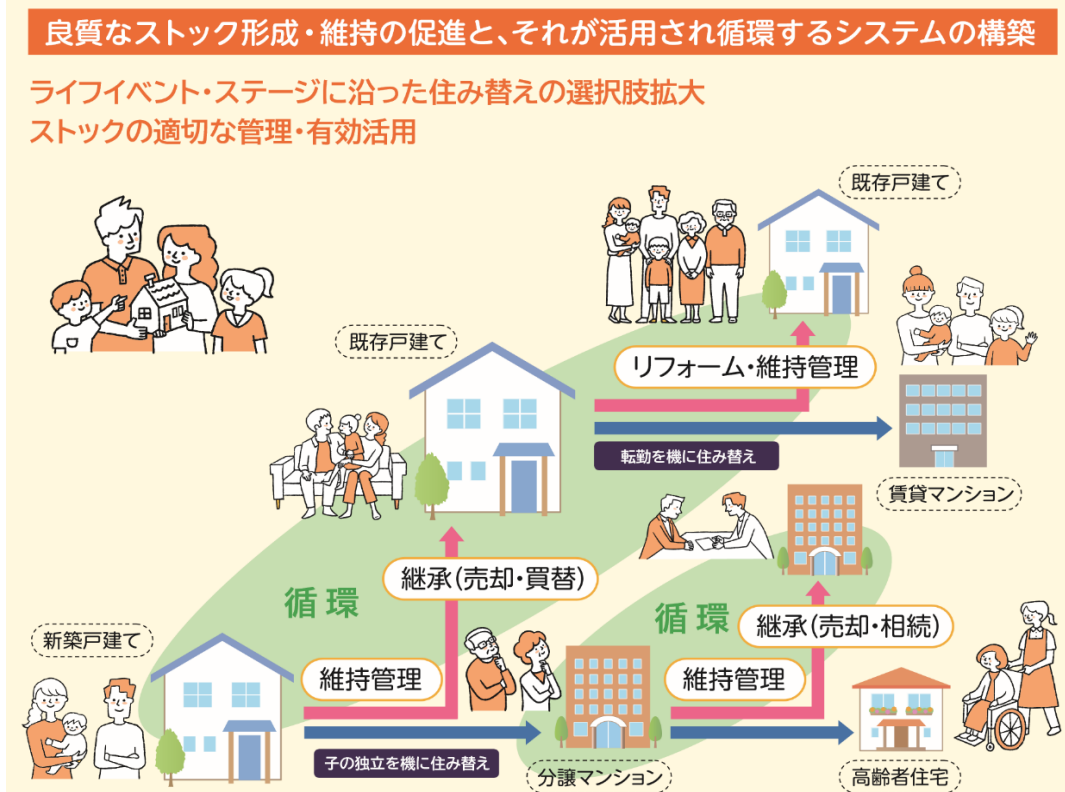 良質なストック形成・維持の促進と、それが活用され循環するシステムの構築
ライフイベント・ステージに沿った住み替えの選択肢拡大
ストックの適切な管理・有効活用
既存戸建て
既存戸建て
リフォーム・維持管理
転勤を機に住み替え
賃貸マンション
継承(売却・買替)
循環
循環
継承(売却・相続)
新築戸建て
維持管理
維持管理
子の独立を機に住み替え
分譲マンション
高齢者住宅